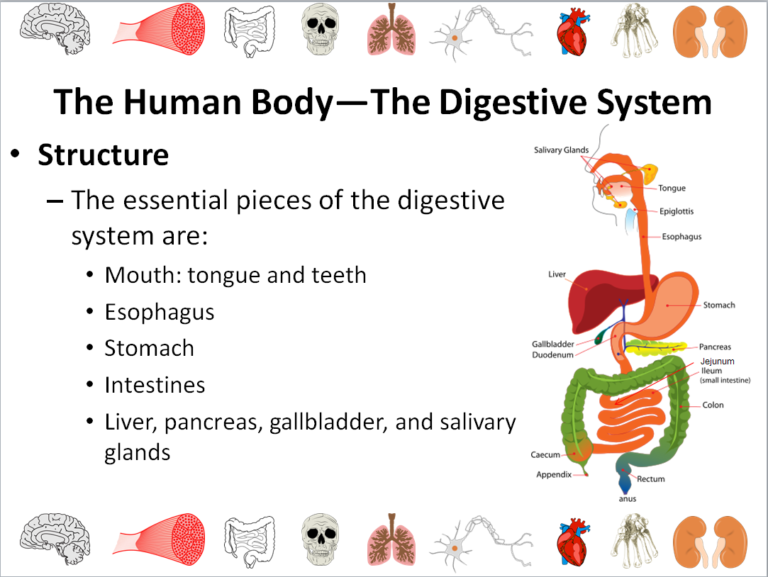 The Human Body—The Digestive System
• Structure
– The essential pieces of the digestive
system are:
• Mouth: tongue and teeth
• Esophagus
• Stomach
• Intestines
• Liver, pancreas, gallbladder, and salivary
glands
Salivary Glands
Tongue
Epiglottis
Esophagus
Liver
Stomach
Gallbladder
Duodenum
Pancreas
Jejunum
Ileum
(small intestine)
Colon
Caecum
Appendix
Rectum
anus